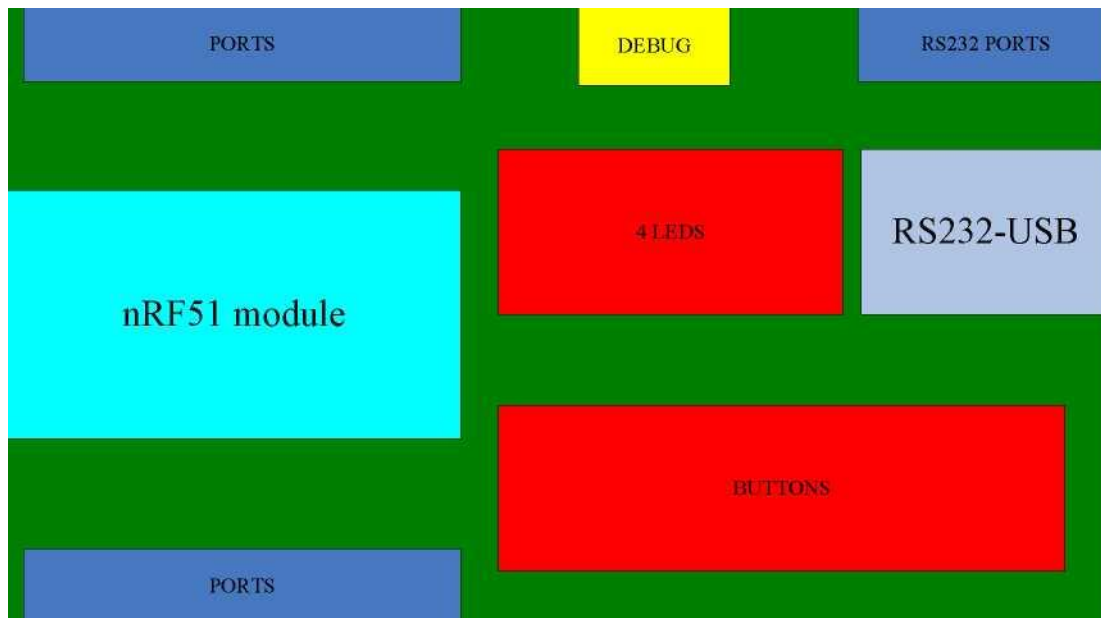 PORTS
DEBUG
RS232 PORTS
4 LEDS
RS232-USB
nRF51 module
BUTTONS
PORTS